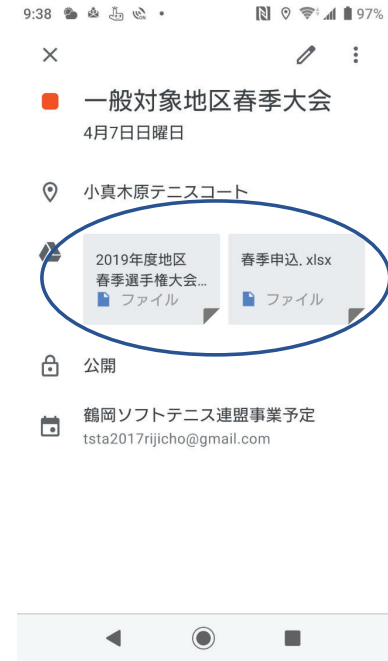 9:38
97%
一般対象地区春季大会
4月7日日曜日
小真木原テニスコート
2019年度地区
春季選手権大会...
ファイル
春季申込. xlsx
ファイル
公開
鶴岡ソフトテニス連盟事業予定
tsta2017rijicho@gmail.com